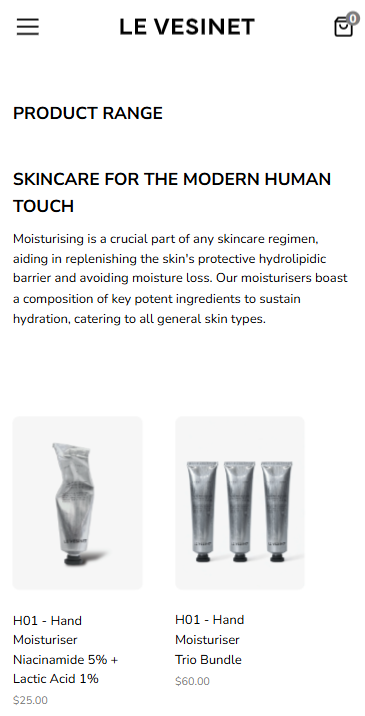 LE VESINET
0
PRODUCT RANGE
SKINCARE FOR THE MODERN HUMAN
TOUCH
Moisturising is a crucial part of any skincare regimen,
aiding in replenishing the skin's protective hydrolipidic
barrier and avoiding moisture loss. Our moisturisers boast
a composition of key potent ingredients to sustain
hydration, catering to all general skin types.
LE VESINET
H01 - Hand
Moisturiser
Niacinamide 5% +
Lactic Acid 1%
$25.00
H01 - Hand
Moisturiser
Trio Bundle
$60.00